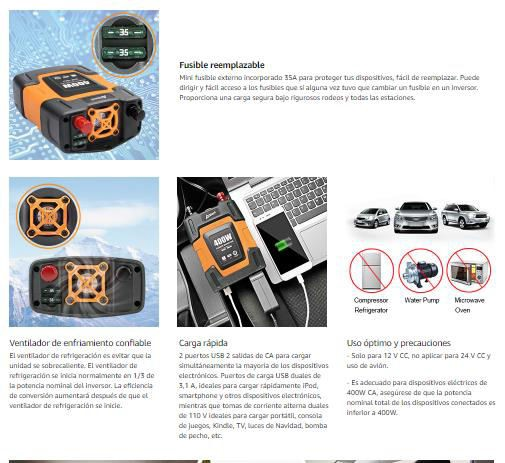 35
35
400W
Fusible reemplazable
Mini fusible externo incorporado 35A para proteger tus dispositivos, fácil de reemplazar. Puede
dirigir y fácil acceso a los fusibles que si alguna vez tuvo que cambiar un fusible en un inversor.
Proporciona una carga segura bajo rigurosos rodeos y todas las estaciones.
400W
Compressor
Refrigerator
Water Pump
Microwave
Oven
Ventilador de enfriamiento confiable
El ventilador de refrigeración es evitar que la
unidad se sobrecaliente. El ventilador de
refrigeración se inicia normalmente en 1/3 de
la potencia nominal del inversor. La eficiencia
de conversión aumentará después de que el
ventilador de refrigeración se inicie.
Carga rápida
2 puertos USB 2 salidas de CA para cargar
simultáneamente la mayoría de los dispositivos
electrónicos. Puertos de carga USB duales de
3,1 A, ideales para cargar rápidamente iPod,
smartphone y otros dispositivos electrónicos,
mientras que tomas de corriente alterna duales
de 110 V ideales para cargar portátil, consola
de juegos, Kindle, TV, luces de Navidad, bomba
de pecho, etc.
Uso óptimo y precauciones
- Solo para 12 V CC, no aplicar para 24 V CC y
uso de avión.
- Es adecuado para dispositivos eléctricos de
400W CA, asegúrese de que la potencia
nominal total de los dispositivos conectados es
inferior a 400W.